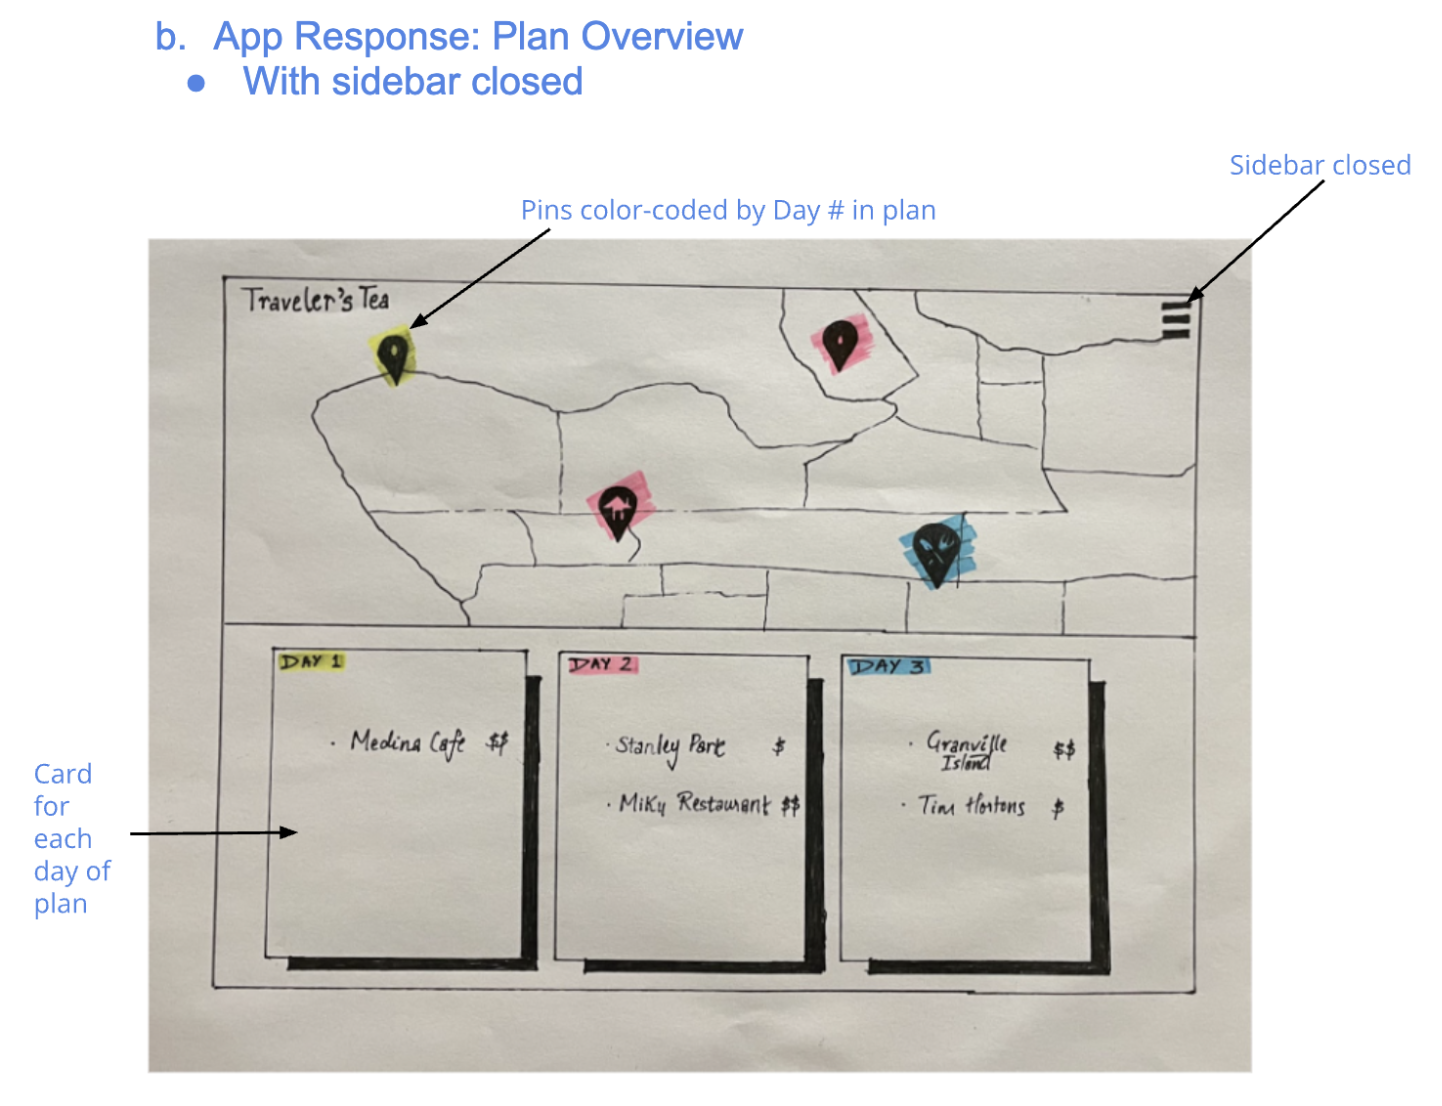 b. App Response: Plan Overview
● With sidebar closed
Sidebar closed
Pins color-coded by Day # in plan
Traveler's Tea
DAY 1
· Medina Cafe $$
DAY 2
· Stanley Park $
· Miky Restaurant $$
DAY 3
· Granville
Island $$
· Tim Hortons $
Card
for
each
day of
plan